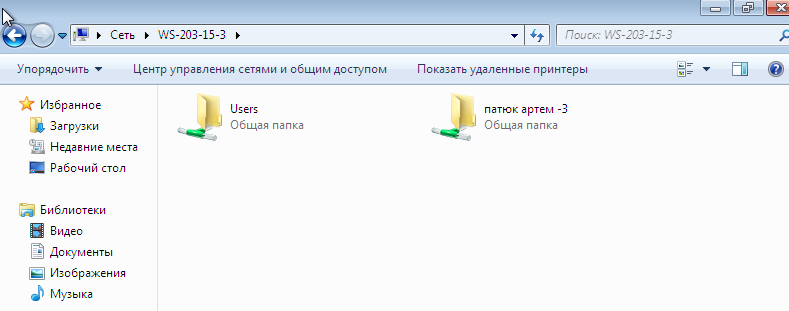 Сеть WS-203-15-3 Поиск: WS-203-15-3
Упорядочить Центр управления сетями и общим доступом Показать удаленные принтеры
Избранное
Загрузки
Недавние места
Рабочий стол
Библиотеки
Видео
Документы
Изображения
Музыка
Users
Общая папка
патюк артем -3
Общая папка